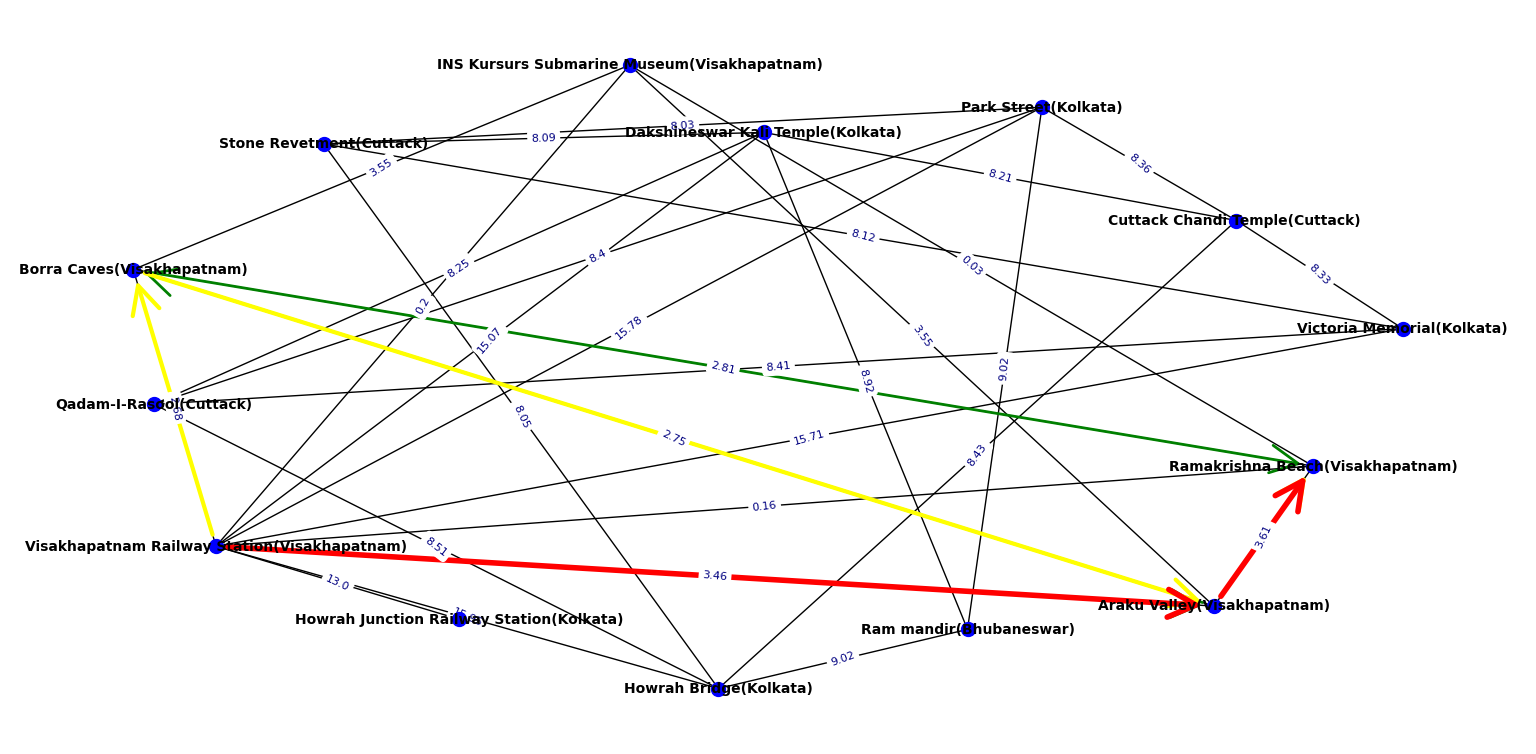 INS Kursurs Submarine Museum(Visakhapatnam)
Park Street(Kolkata)
8.03
Dakshineswar Kali Temple(Kolkata)
8.09
Stone Revetment(Cuttack)
3.55
8.36
8.21
Cuttack Chandi Temple(Cuttack)
8.12
8.4
8.25
0.03
Borra Caves(Visakhapatnam)
8.33
0.2
15.78
Victoria Memorial(Kolkata)
3.55
15.07
2.81
8.41
9.02
8.92
Qadam-I-Rasool(Cuttack)
8.05
2.75
15.71
8.43
Ramakrishna Beach(Visakhapatnam)
0.16
3.61
Visakhapatnam Railway Station(Visakhapatnam)
8.51
3.46
13.0
Araku Valley(Visakhapatnam)
Howrah Junction Railway Station(Kolkata)
Ram mandir(Bhubaneswar)
9.02
Howrah Bridge(Kolkata)